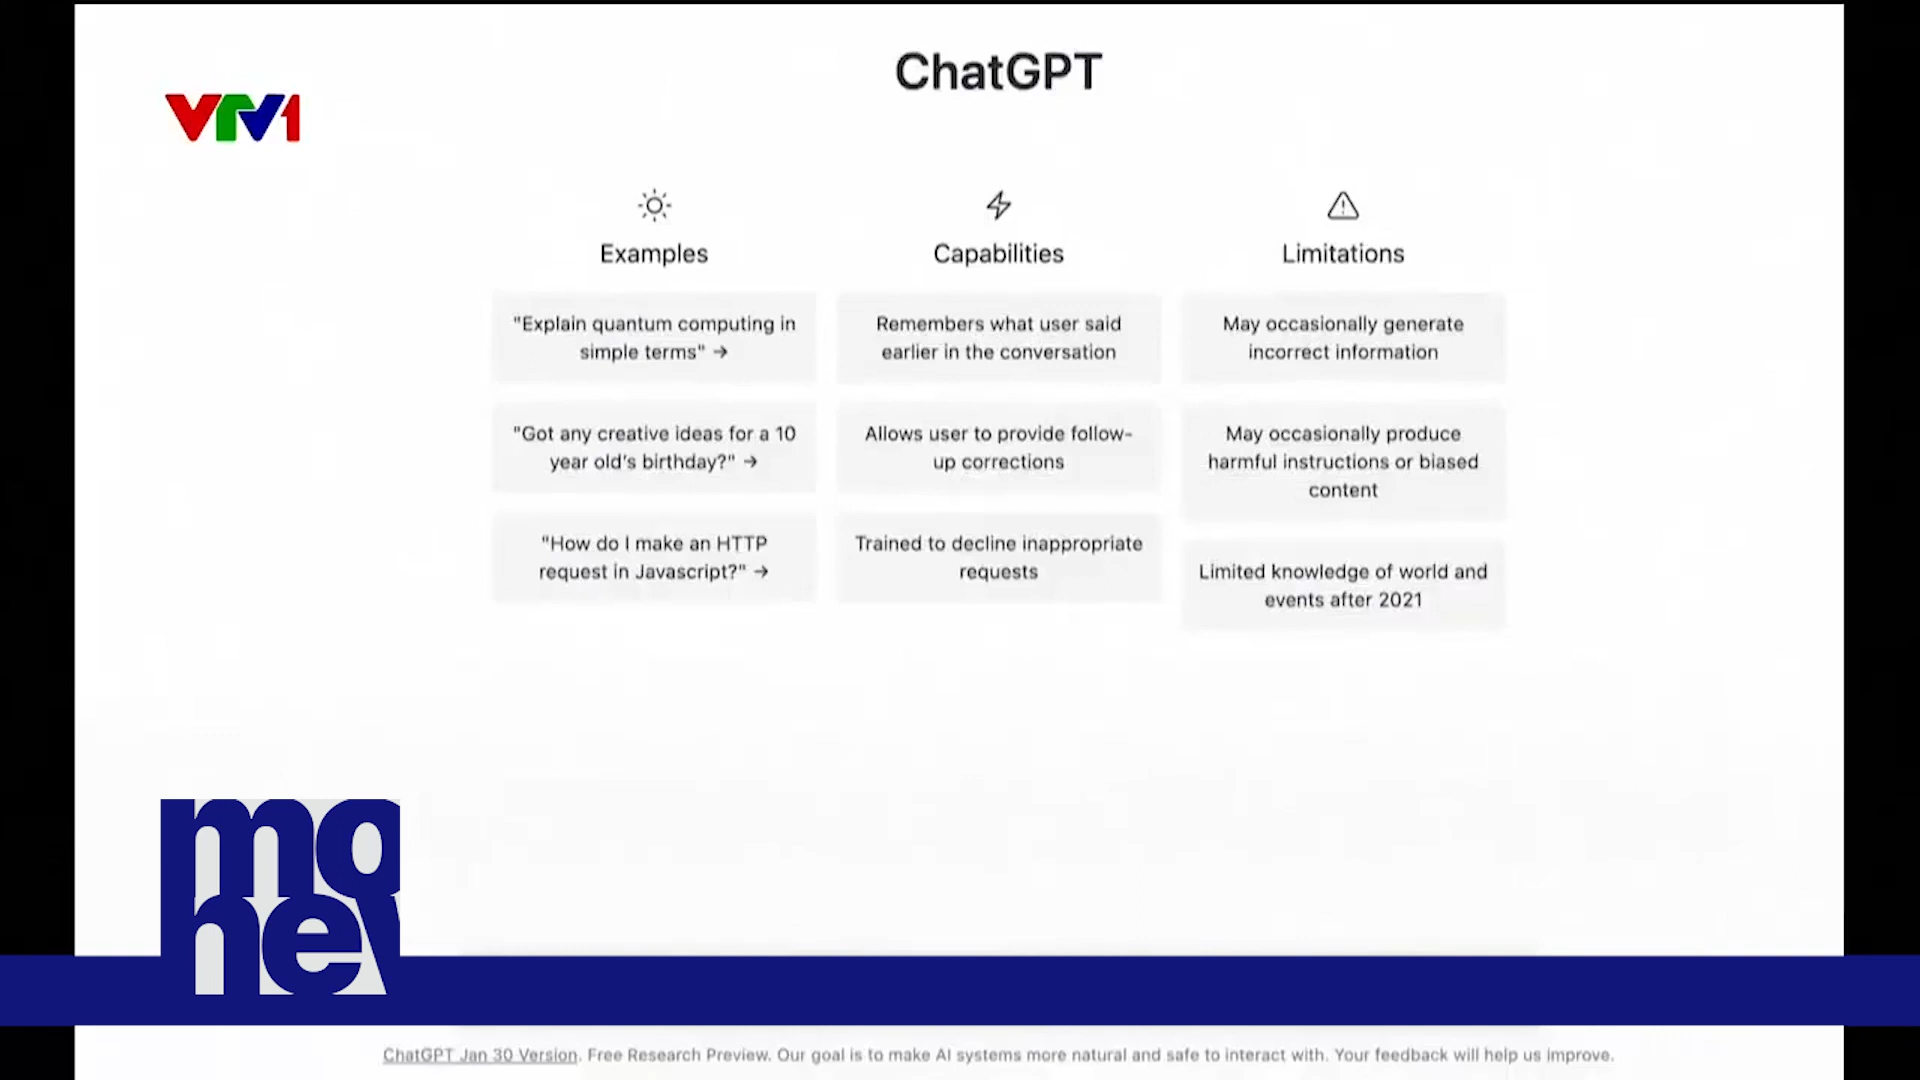 ChatGPT
VTV1
Examples
"Explain quantum computing in
simple terms" →
"Got any creative ideas for a 10
year old's birthday?" →
"How do I make an HTTP
request in Javascript?" →
Capabilities
Remembers what user said
earlier in the conversation
Allows user to provide follow-
up corrections
Trained to decline inappropriate
requests
Limitations
May occasionally generate
incorrect information
May occasionally produce
harmful instructions or biased
content
Limited knowledge of world and
events after 2021
mo
ney
ChatGPT Jan 30 Version. Free Research Preview. Our goal is to make AI systems more natural and safe to interact with. Your feedback will help us improve.